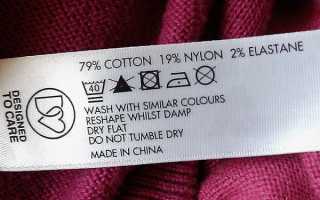 79% COTTON 19% NYLON 2% ELASTANE
40
WASH WITH SIMILAR COLOURS
RESHAPE WHILST DAMP
DRY FLAT
DO NOT TUMBLE DRY
MADE IN CHINA
DESIGNED
TO CARE